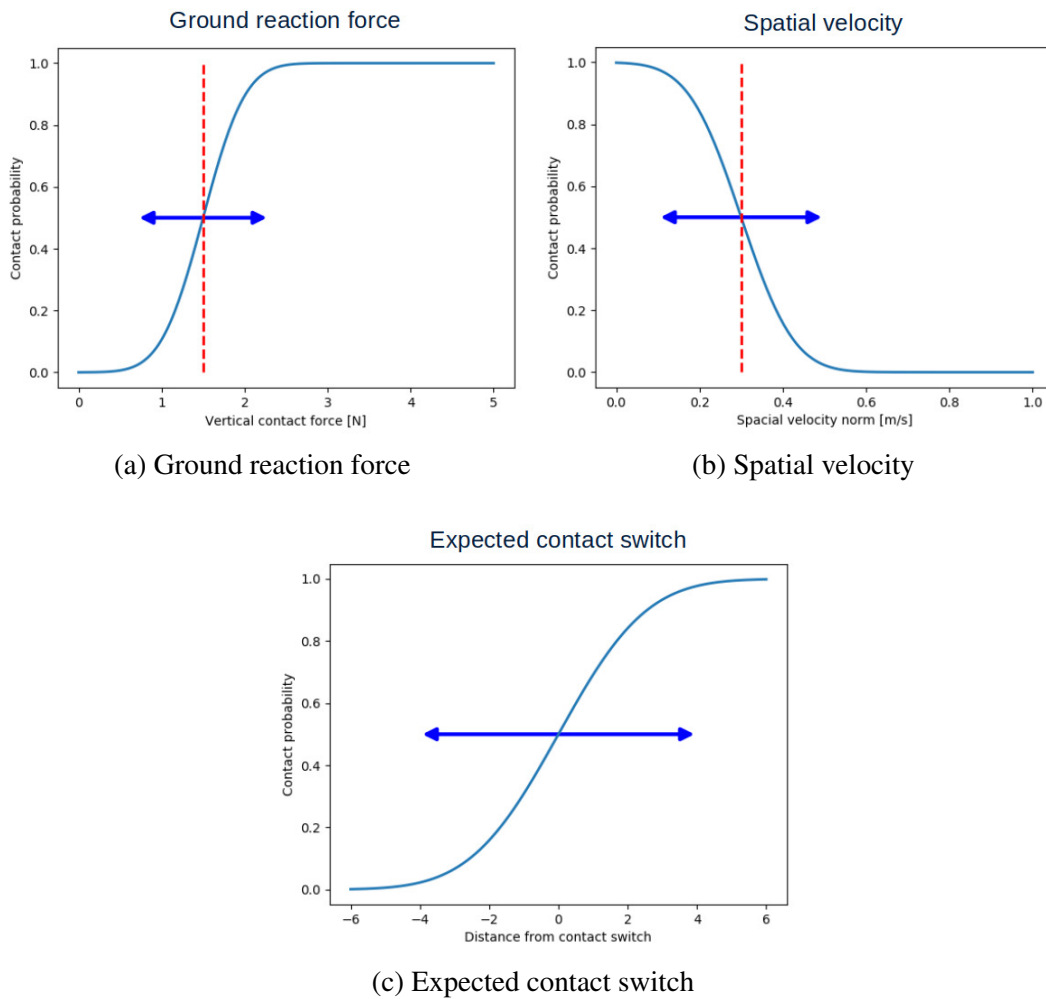 Ground reaction force
1.0
0.8
0.6
0.4
0.2
0.0
Contact probability
0 1 2 3 4 5
Vertical contact force [N]
(a) Ground reaction force
Spatial velocity
1.0
0.8
0.6
0.4
0.2
0.0
Contact probability
0.0 0.2 0.4 0.6 0.8 1.0
Spacial velocity norm [m/s]
(b) Spatial velocity
Expected contact switch
1.0
0.8
0.6
0.4
0.2
0.0
Contact probability
−6 −4 −2 0 2 4 6
Distance from contact switch
(c) Expected contact switch